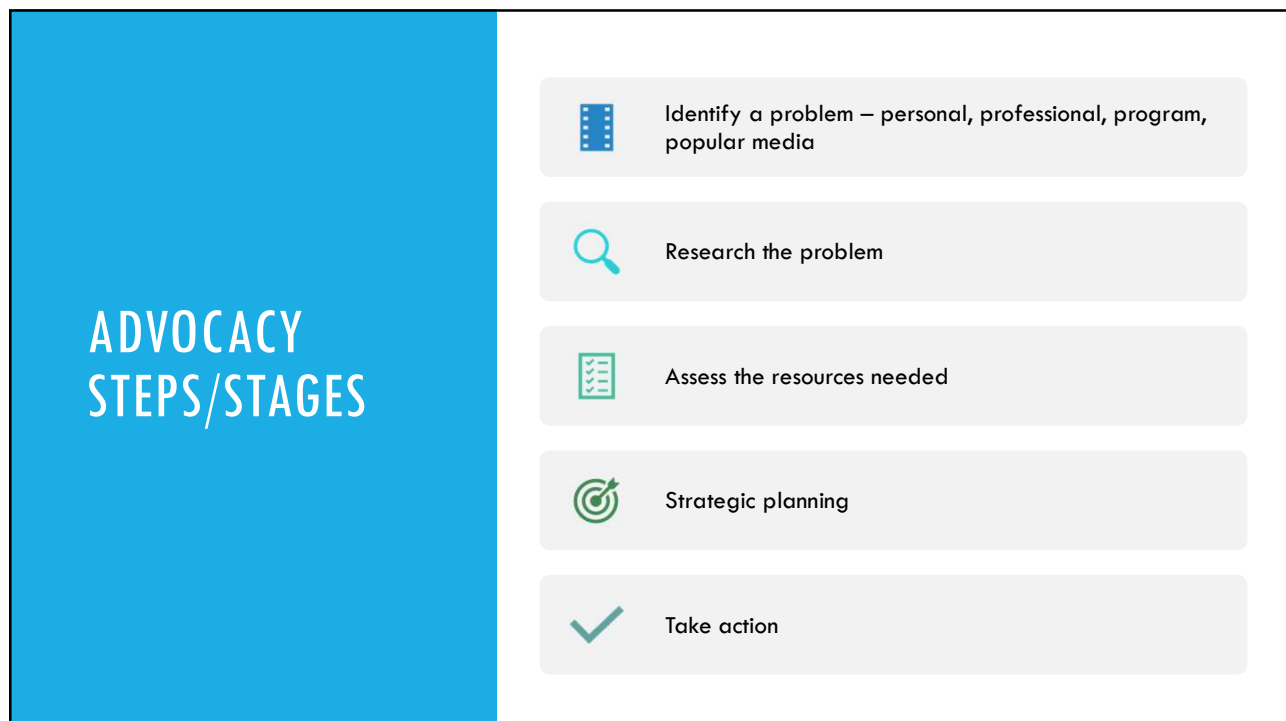 ADVOCACY
STEPS/STAGES
Identify a problem – personal, professional, program,
popular media
Research the problem
Assess the resources needed
Strategic planning
Take action